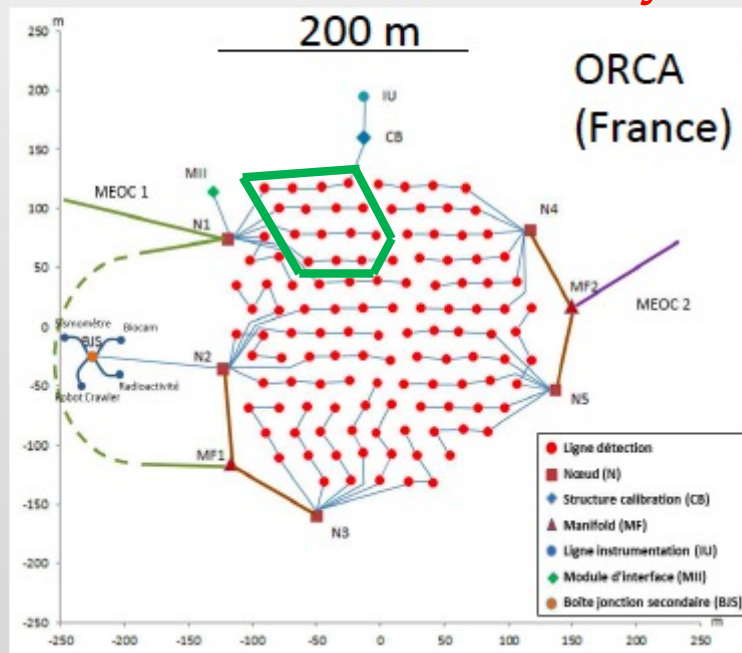 m
250
200 m
ORCA
(France)
200
IU
CB
150
MII
MEOC 1
100
N1
N4
50
MF2
MEOC 2
0
Sismomètre
Biocam
BJS
N2
-50
Robot Crawler
Radioactivité
N5
-100
MF1
-150
N3
-200
-250
Ligne détection
Nœud (N)
Structure calibration (CB)
Manifold (MF)
Ligne instrumentation (IU)
Module d'interface (MII)
Boîte jonction secondaire (BJS)
m
-250 -200 -150 -100 -50 0 50 100 150 200 250